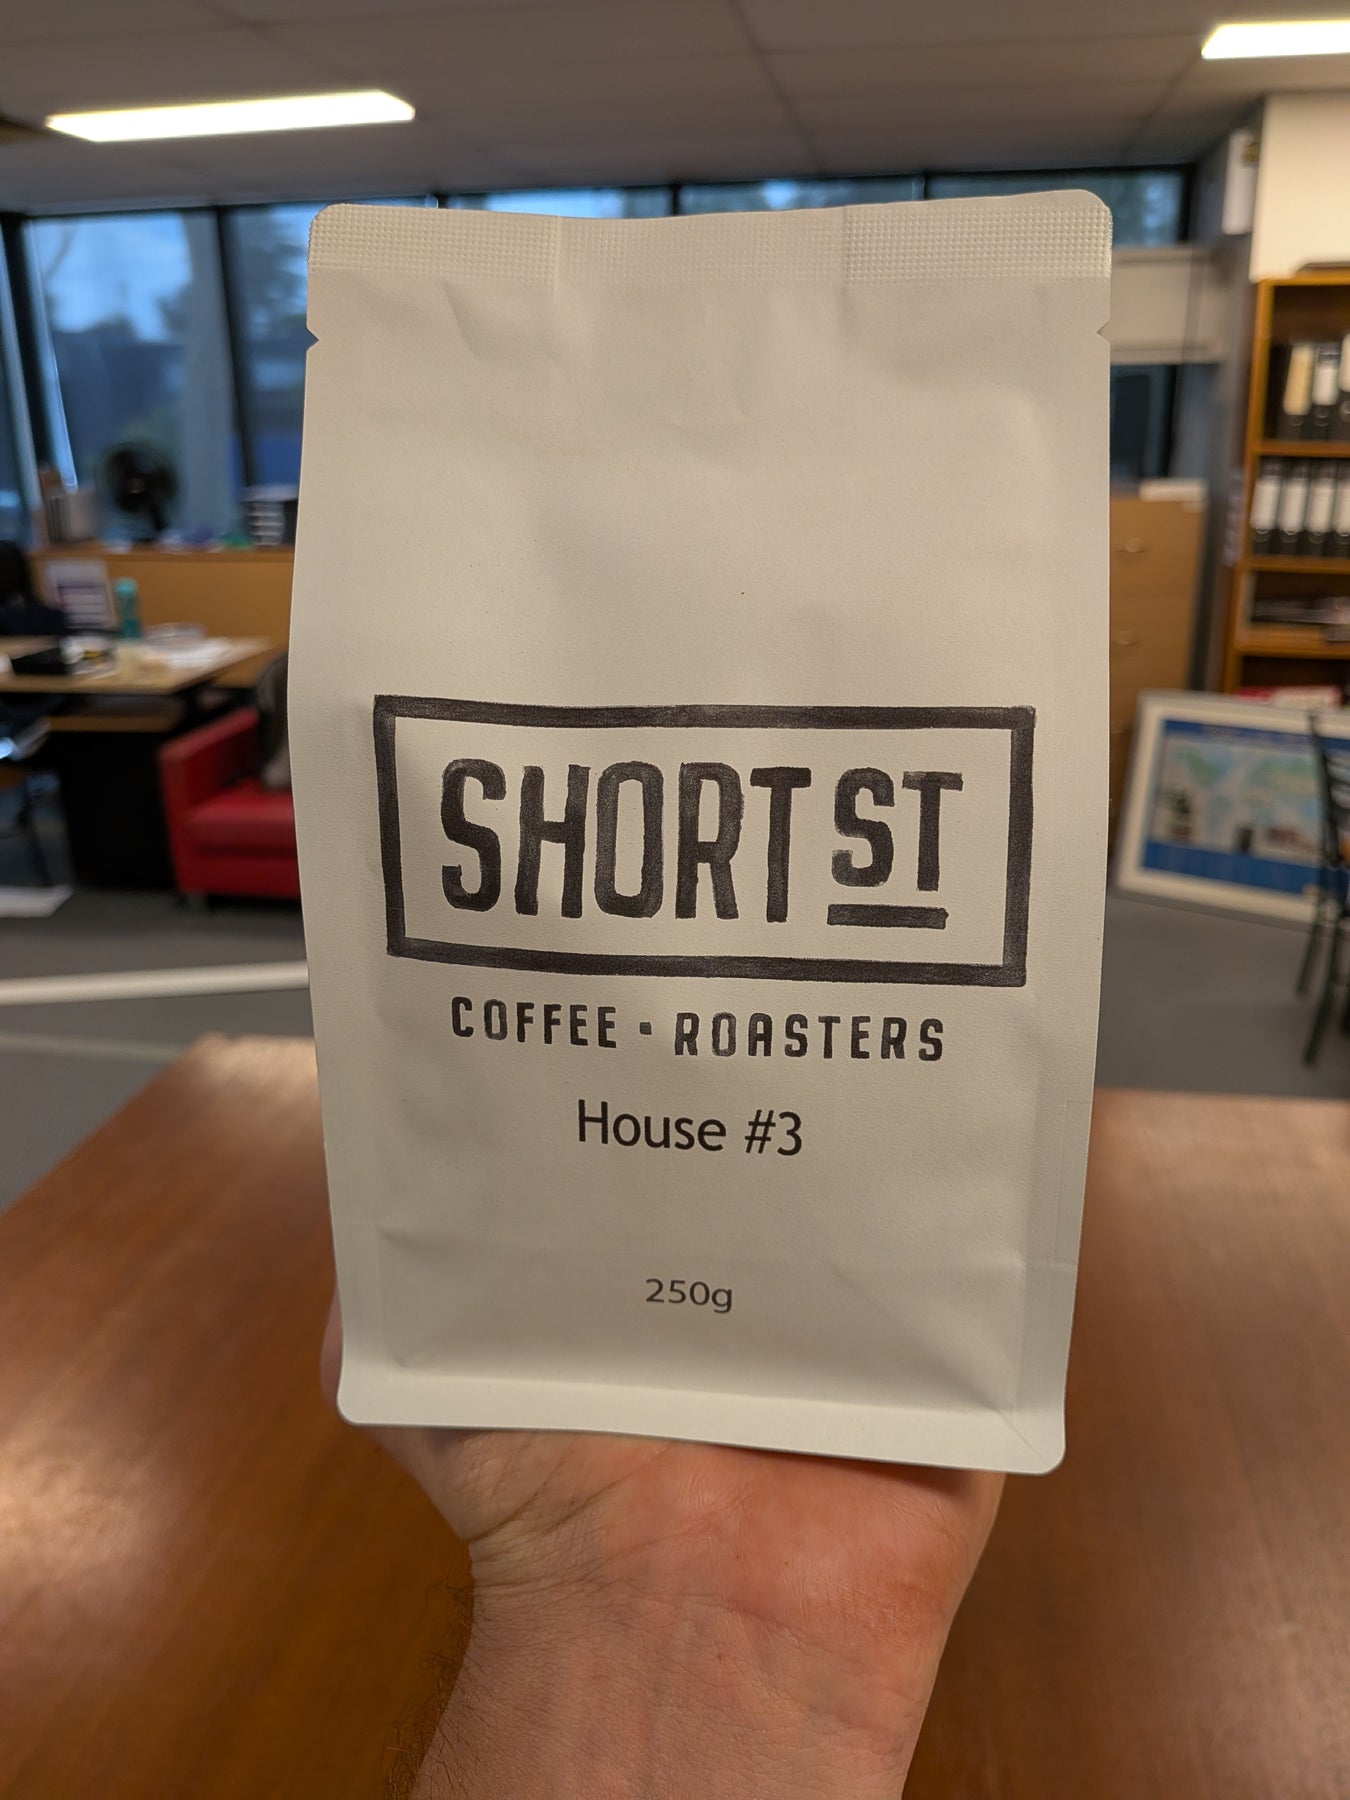 SHORT ST
COFFEE · ROASTERS
House #3
250g